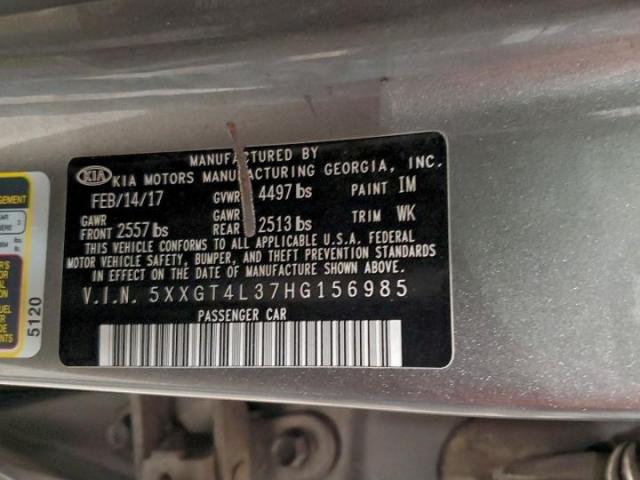 MANUFACTURED BY
KIA KIA MOTORS MANUFACTURING GEORGIA, INC.
FEB/14/17 GVWR 4497 lbs PAINT IM
GAWR FRONT 2557 lbs GAWR REAR 2513 lbs TRIM WK
THIS VEHICLE CONFORMS TO ALL APPLICABLE U.S.A. FEDERAL
MOTOR VEHICLE SAFETY, BUMPER, AND THEFT PREVENTION STANDARDS
IN EFFECT ON THE DATE OF MANUFACTURE SHOWN ABOVE.
V.I.N. 5XXGT4L37HG156985
PASSENGER CAR
5120